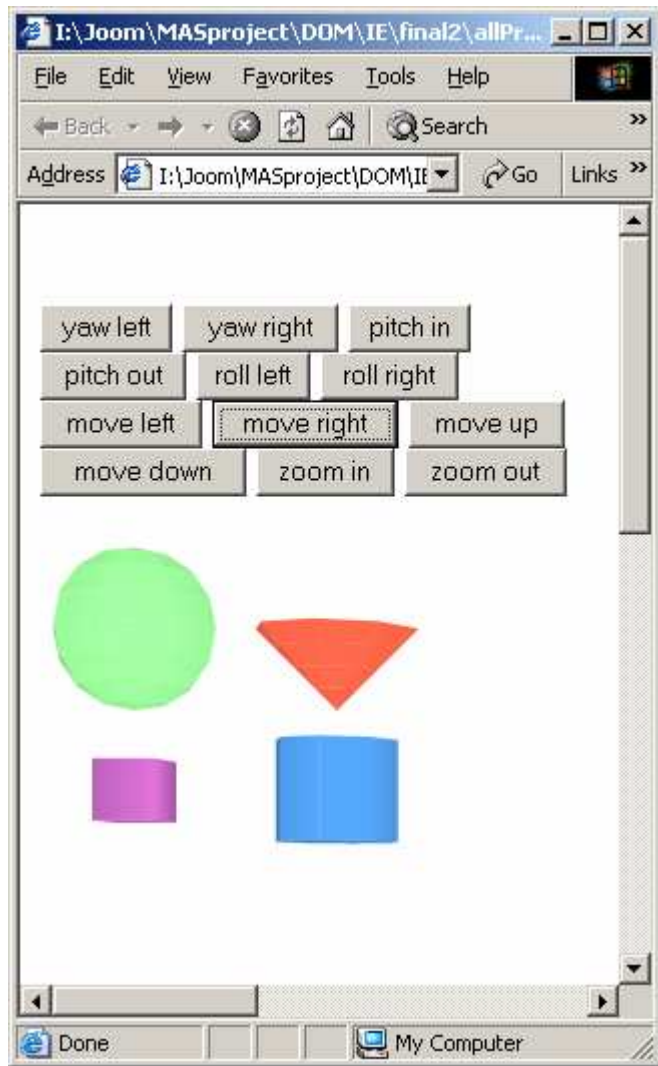 I:\Joom\MASproject\DOM\IE\final2\allPr...
File Edit View Favorites Tools Help
Back Search »
Address I:\Joom\MASproject\DOM\IE Go Links »
yaw left yaw right pitch in
pitch out roll left roll right
move left move right move up
move down zoom in zoom out
Done My Computer